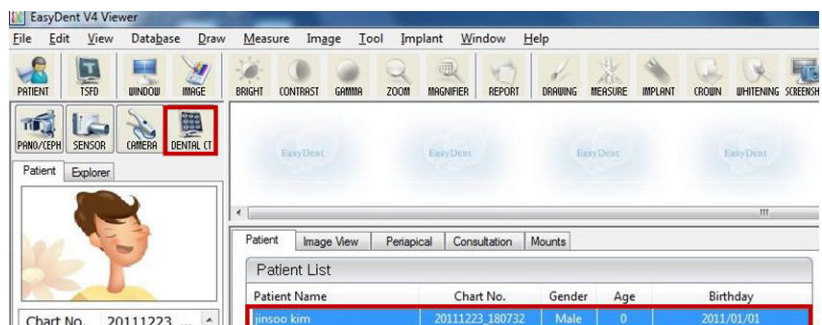 EasyDent V4 Viewer
File Edit View Database Draw Measure Image Tool Implant Window Help
PATIENT TSFD WINDOW IMAGE BRIGHT CONTRAST GAMMA ZOOM MAGNIFIER REPORT DRAWING MEASURE IMPLANT CROWN WHITENING SCREENSH
PANO/CEPH SENSOR CAMERA DENTAL CT
EasyDent EasyDent EasyDent EasyDent
Patient Explorer
Patient Image View Periapical Consultation Mounts
Patient List
Patient Name Chart No. Gender Age Birthday
jinsoo kim 20111223_180732 Male 0 2011/01/01
Chart No. 20111223 ...